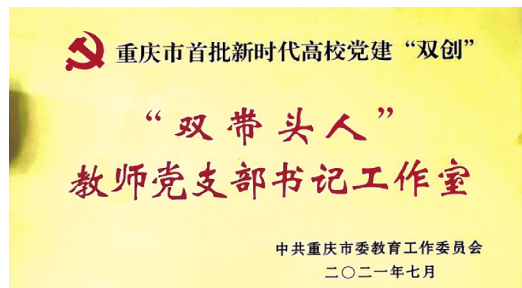 重庆市首批新时代高校党建“双创”
“双带头人”
教师党支部书记工作室
中共重庆市委教育工作委员会
二〇二一年七月